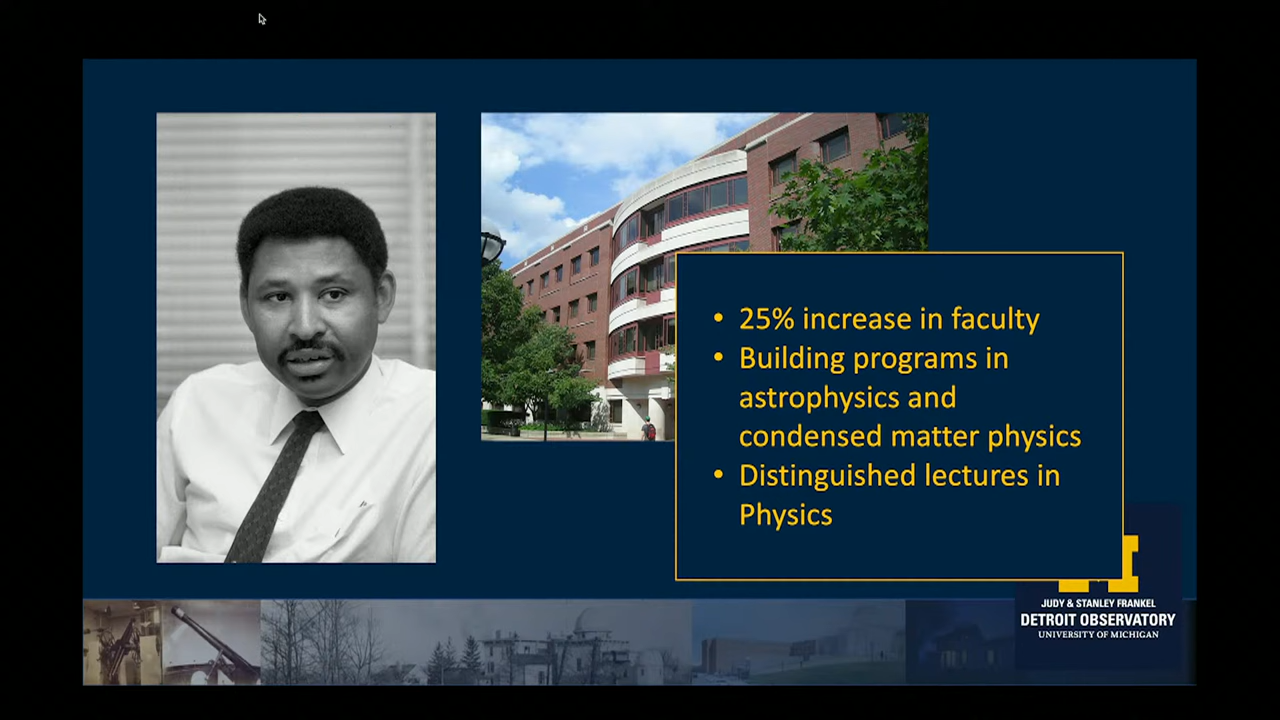 • 25% increase in faculty
• Building programs in
astrophysics and
condensed matter physics
• Distinguished lectures in
Physics
JUDY & STANLEY FRANKEL
DETROIT OBSERVATORY
UNIVERSITY OF MICHIGAN